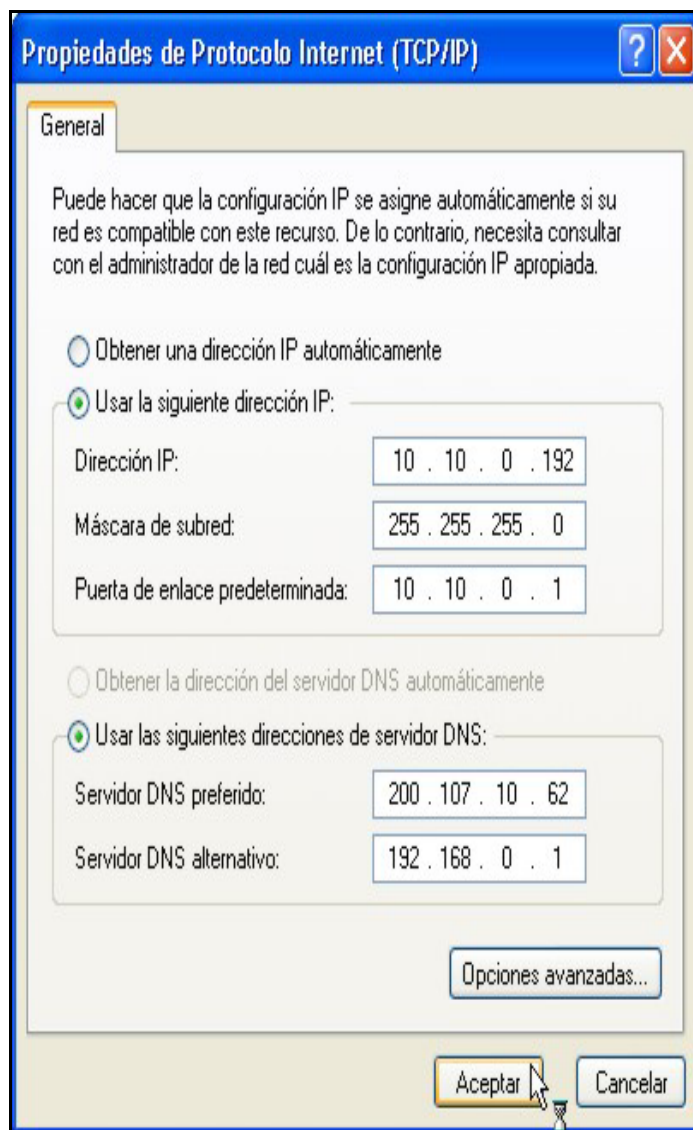 Propiedades de Protocolo Internet (TCP/IP)
General
Puede hacer que la configuración IP se asigne automáticamente si su
red es compatible con este recurso. De lo contrario, necesita consultar
con el administrador de la red cuál es la configuración IP apropiada.
Obtener una dirección IP automáticamente
Usar la siguiente dirección IP:
Dirección IP: 10 . 10 . 0 . 192
Máscara de subred: 255 . 255 . 255 . 0
Puerta de enlace predeterminada: 10 . 10 . 0 . 1
Obtener la dirección del servidor DNS automáticamente
Usar las siguientes direcciones de servidor DNS:
Servidor DNS preferido: 200 . 107 . 10 . 62
Servidor DNS alternativo: 192 . 168 . 0 . 1
Opciones avanzadas...
Aceptar Cancelar